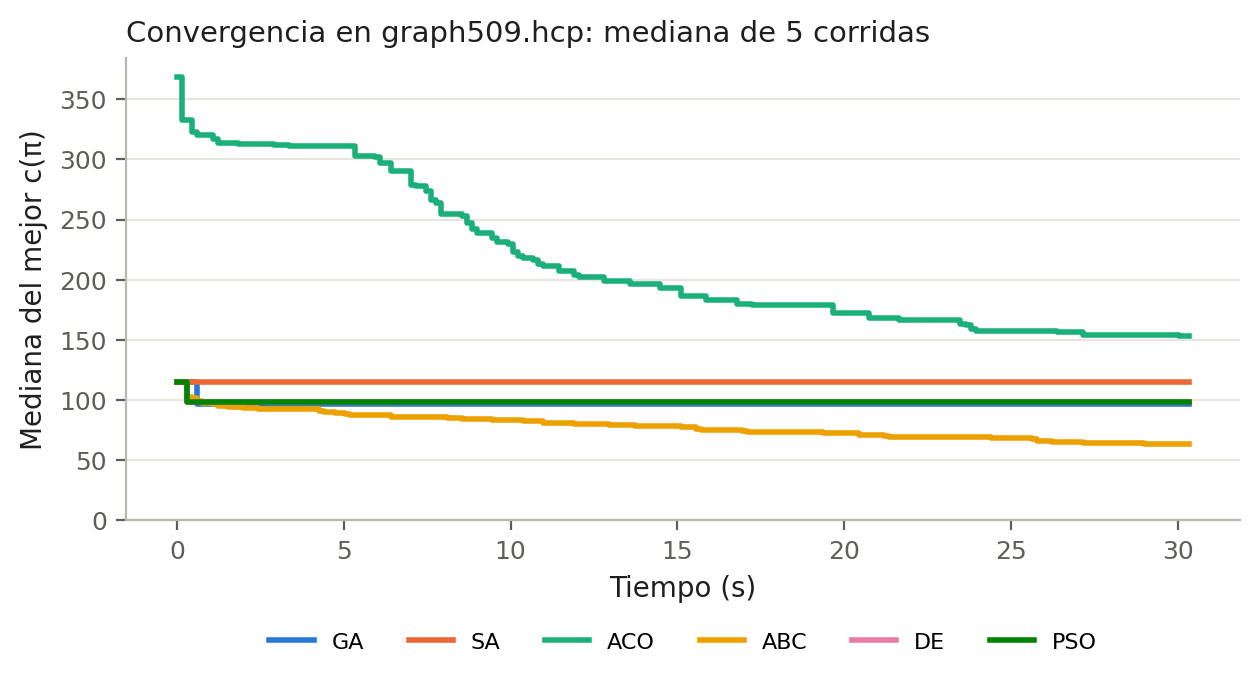 Convergencia en graph509.hcp: mediana de 5 corridas
Mediana del mejor c(π)
350
300
250
200
150
100
50
0
0 5 10 15 20 25 30
Tiempo (s)
GA SA ACO ABC DE PSO